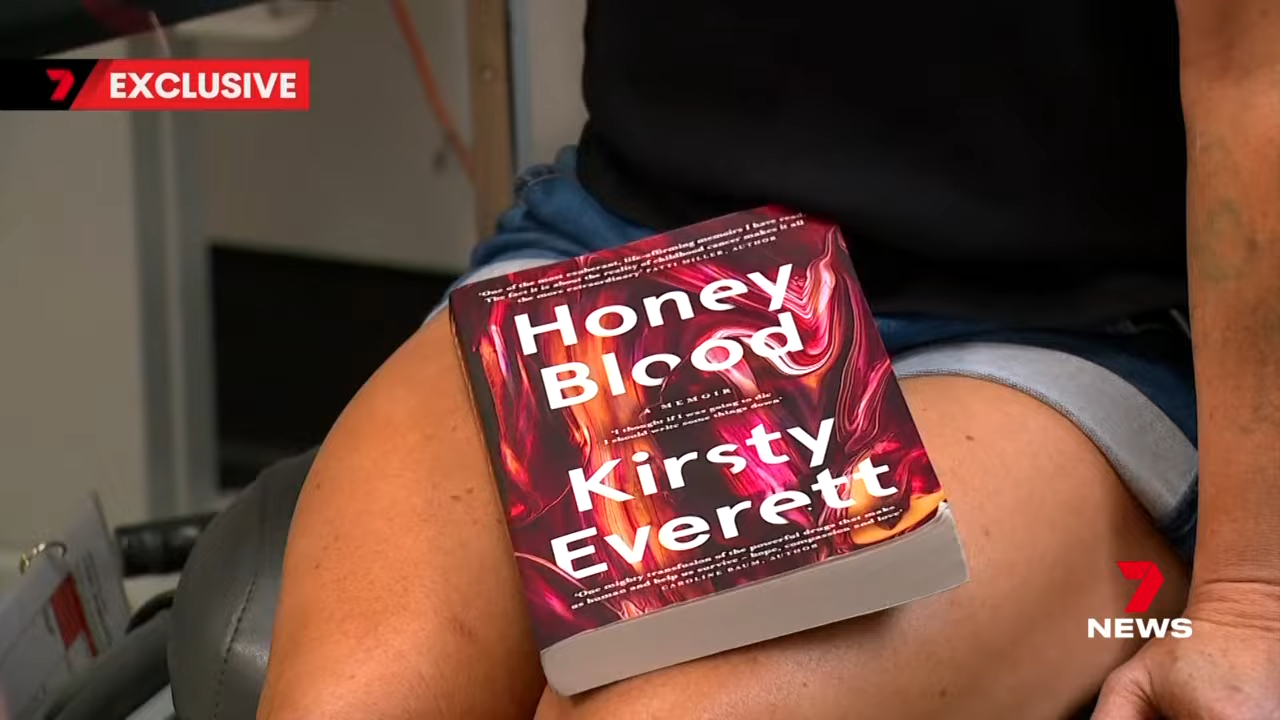 7 EXCLUSIVE
'One of the most exuberant, life-affirming memoirs I have read.
The fact it is about the reality of childhood cancer makes it all
the more extraordinary' PATTI MILLER, AUTHOR
Honey
Blood
A MEMOIR
'I thought if I was going to die
I should write some things down'
Kirsty
Everett
'One mighty transfusion of the powerful drugs that make
us human and help us survive – hope, compassion and love'
CAROLINE BAUM, AUTHOR
7
NEWS